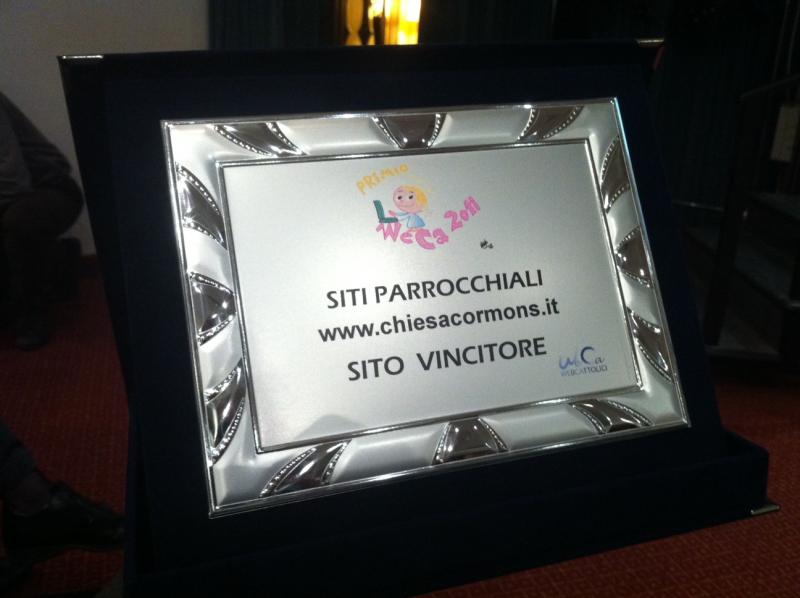 PREMIO
WeCa 2011
SITI PARROCCHIALI
www.chiesacormons.it
SITO VINCITORE
WeCa
WEBCATTOLICI